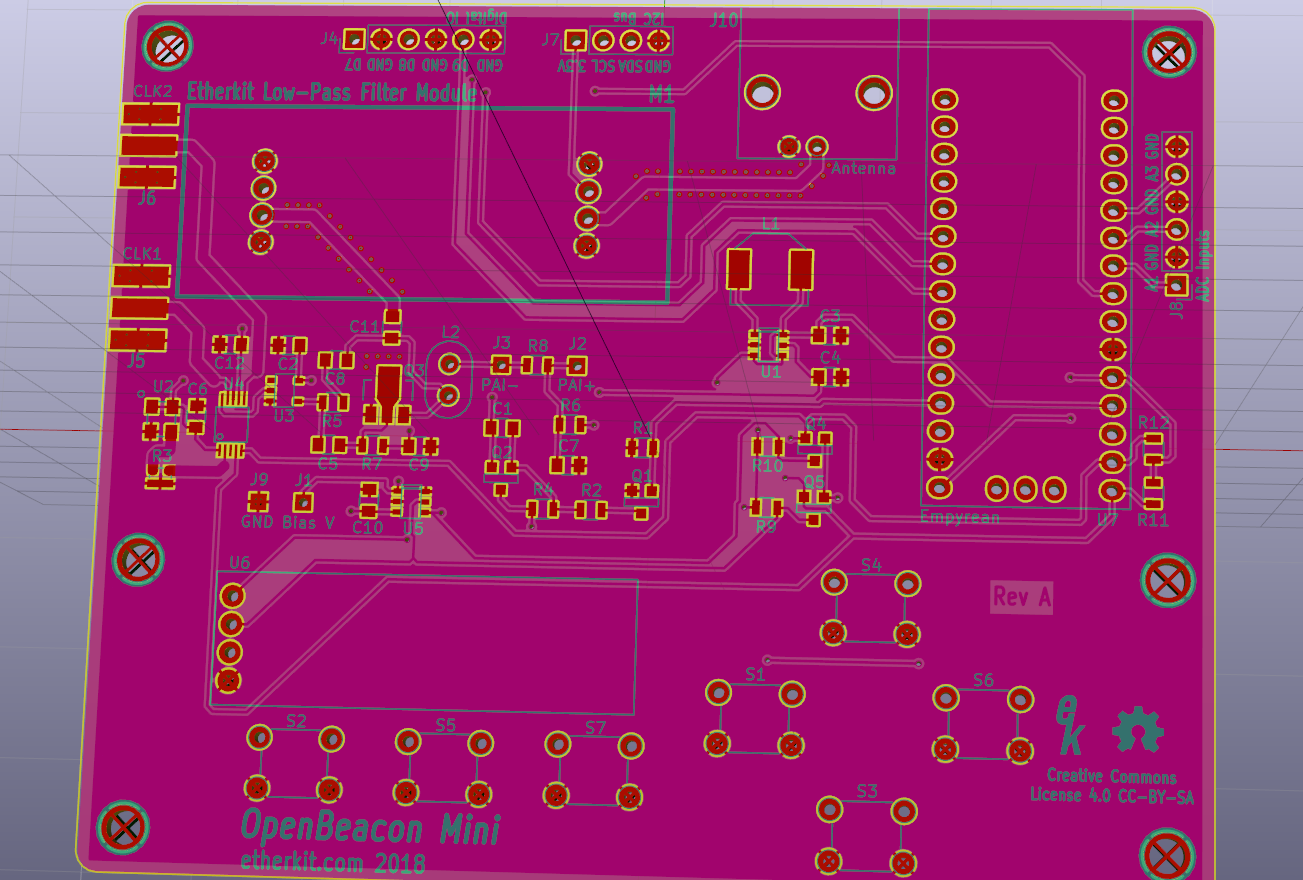 Digital IO
I2C Bus
J10
J4
J7
D7 GND D8 GND D9 GND
3.3V SCL SDA GND
CLK2
Etherkit Low-Pass Filter Module
M1
Antenna
J6
A2 GND A2 GND A3 GND
ADC Inputs
J8
CLK1
L1
J5
C11
L2
J3
R8
J2
C3
C12
C2
C8
Q3
PAI-
PAI+
U1
C4
U2
C6
U4
U3
R5
C1
R6
R1
Q4
R12
R3
C5
R7
C9
Q2
C7
Q1
R10
Q5
J9
J1
R4
R2
R9
GND
Bias V
C10
U5
Empyrean
U7
R11
U6
S4
Rev A
S1
S6
S2
S5
S7
ek
Creative Commons
License 4.0 CC-BY-SA
S3
OpenBeacon Mini
etherkit.com 2018